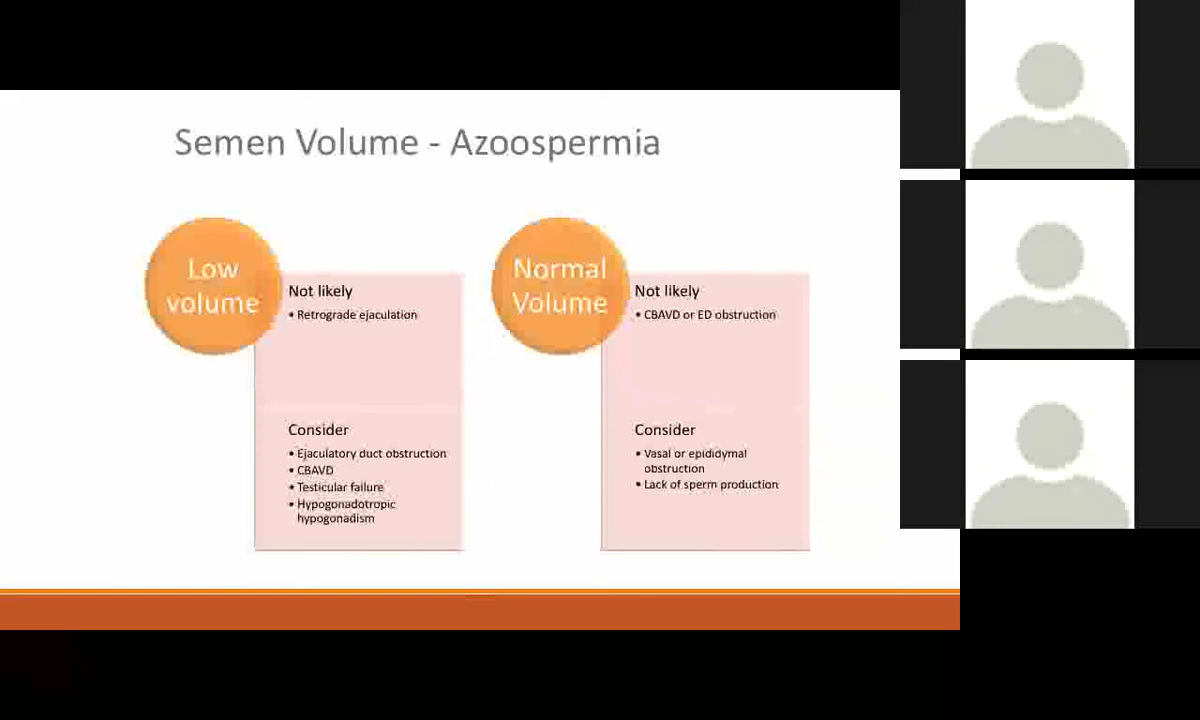 Semen Volume - Azoospermia
Low
volume
Not likely
• Retrograde ejaculation
Consider
• Ejaculatory duct obstruction
• CBAVD
• Testicular failure
• Hypogonadotropic
hypogonadism
Normal
Volume
Not likely
• CBAVD or ED obstruction
Consider
• Vasal or epididymal
obstruction
• Lack of sperm production